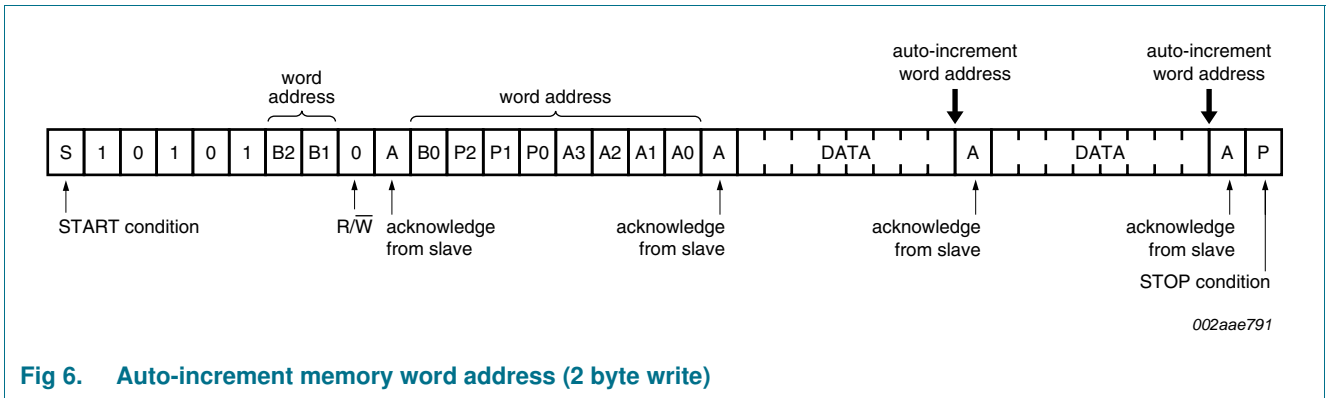 auto-increment
word address
auto-increment
word address
word
address
word address
S 1 0 1 0 1 B2 B1 0 A B0 P2 P1 P0 A3 A2 A1 A0 A DATA A DATA A P
START condition
R/W̅
acknowledge
from slave
acknowledge
from slave
acknowledge
from slave
acknowledge
from slave
STOP condition
002aae791
Fig 6. Auto-increment memory word address (2 byte write)